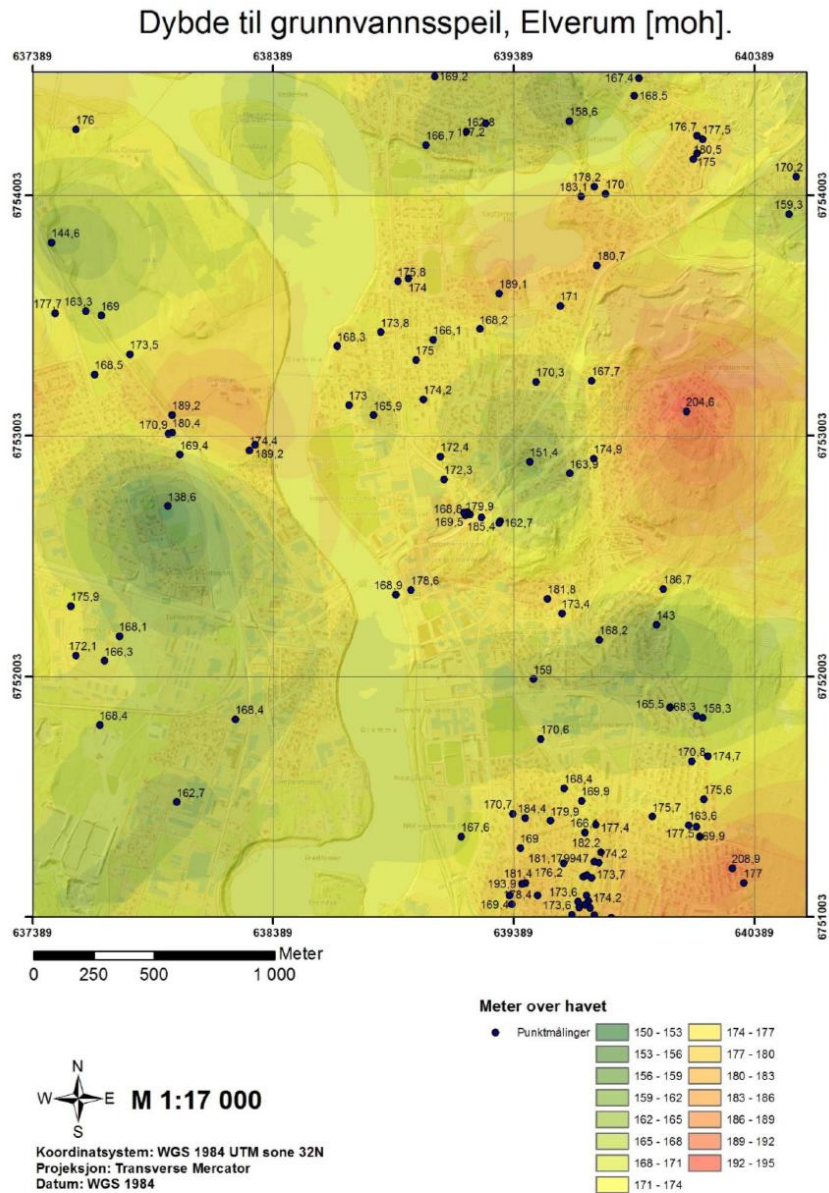 Dybde til grunnvannsspeil, Elverum [moh].
637389 638389 639389 640389
169,2 167,4
168,5
176 162,8 158,6
167,2 176,7 177,5
166,7 180,5
175
170,2
6754003 178,2 170 6754003
183,1 159,3
144,6
180,7
175,8
174 189,1
177,7 163,3 169 171
173,8 168,2
168,3 166,1
173,5 175
168,5 170,3 167,7
174,2
173 165,9 204,6
189,2
6753003 170,9 180,4 6753003
174,4
169,4 189,2 172,4 151,4 174,9
172,3 163,9
138,6 168,8 179,9
169,5 185,4 162,7
168,9 178,6 186,7
175,9 181,8
173,4
168,1 143
168,2
172,1 166,3
6752003 159 6752003
165,5 168,3 158,3
168,4 168,4
170,6
170,8 174,7
168,4
162,7 169,9 175,6
170,7 184,4 179,9 175,7
167,6 177,4 163,6
177,5
182,2
169
176,2 208,9
181,4 173,7 177
193,9
178,4 173,6 174,2
169,4 173,6
6751003 6751003
637389 638389 639389 640389
Meter
0 250 500 1 000
Meter over havet
Punktmålinger 150 - 153 174 - 177
153 - 156 177 - 180
156 - 159 180 - 183
159 - 162 183 - 186
162 - 165 186 - 189
165 - 168 189 - 192
168 - 171 192 - 195
171 - 174
N
W E M 1:17 000
S
Koordinatsystem: WGS 1984 UTM sone 32N
Projeksjon: Transverse Mercator
Datum: WGS 1984